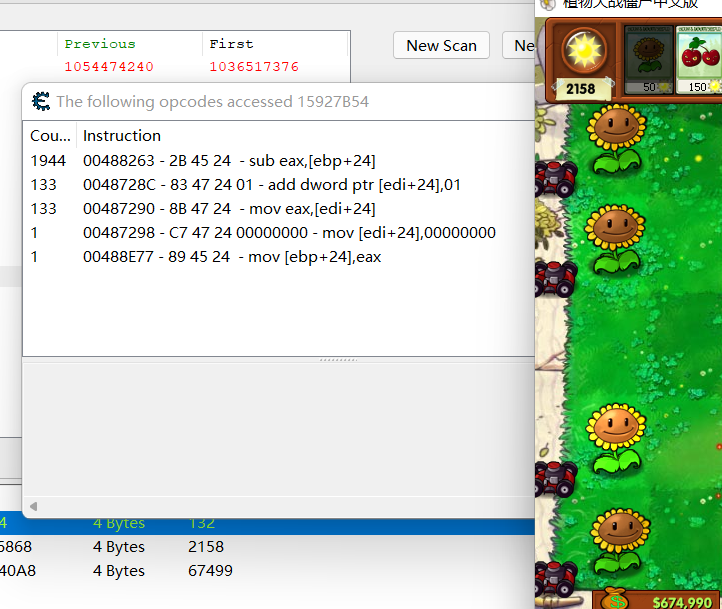 植物大战僵尸中文版
Previous First
1054474240 1036517376
New Scan
2158
50 150
The following opcodes accessed 15927B54
Cou... Instruction
1944 00488263 - 2B 45 24 - sub eax,[ebp+24]
133 0048728C - 83 47 24 01 - add dword ptr [edi+24],01
133 00487290 - 8B 47 24 - mov eax,[edi+24]
1 00487298 - C7 47 24 00000000 - mov [edi+24],00000000
1 00488E77 - 89 45 24 - mov [ebp+24],eax
4 4 Bytes 132
6868 4 Bytes 2158
40A8 4 Bytes 67499
$674,990